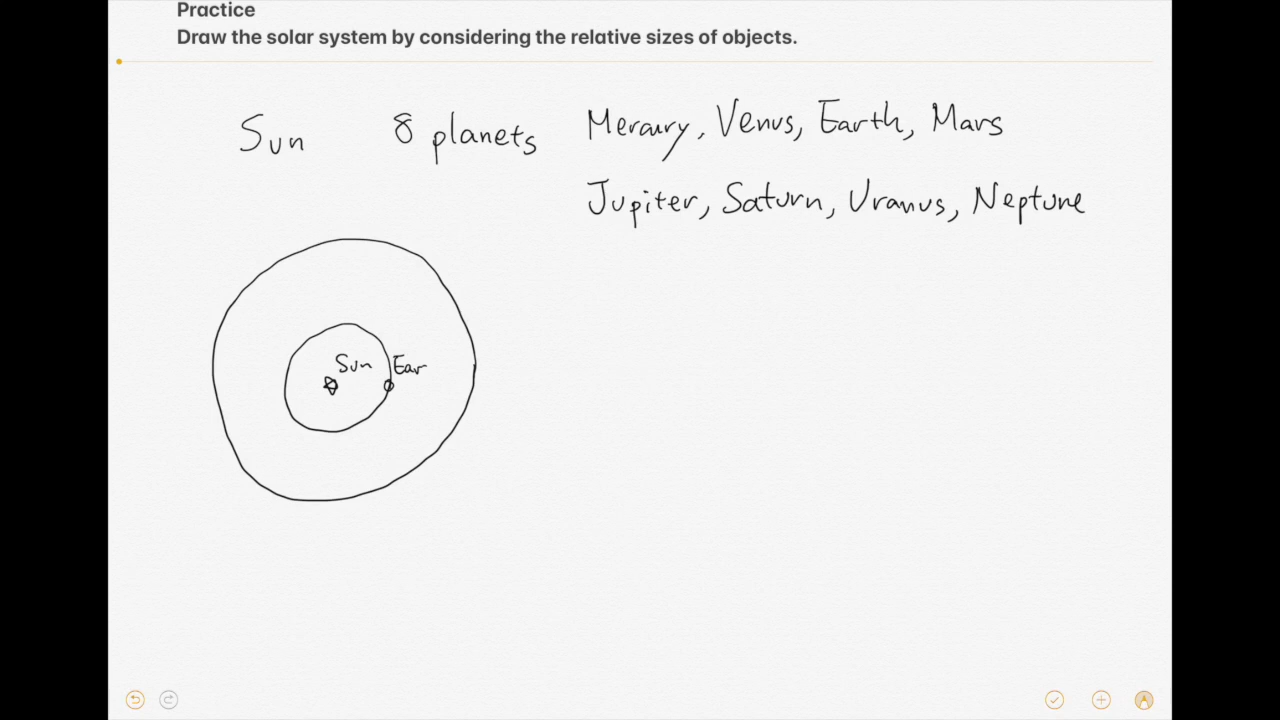 Practice
Draw the solar system by considering the relative sizes of objects.
Sun 8 planets Mercury, Venus, Earth, Mars
Jupiter, Saturn, Uranus, Neptune
Sun Ear